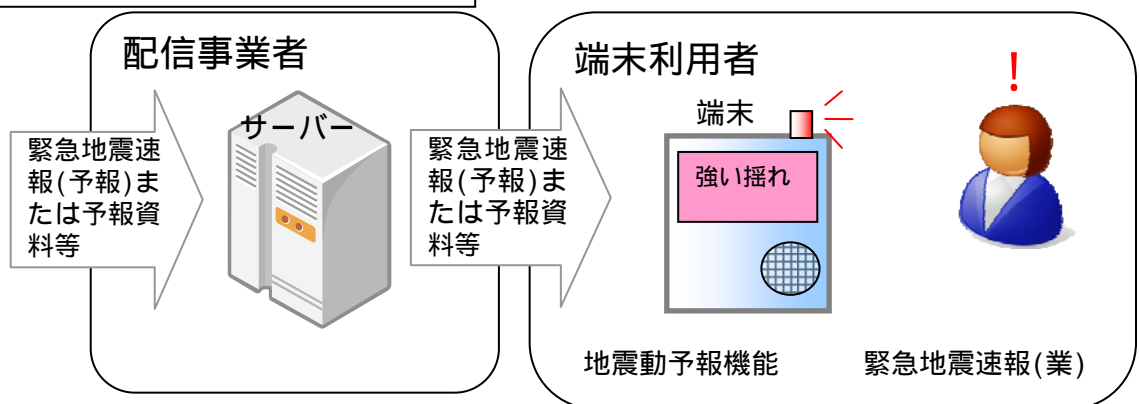 配信事業者
サーバー
緊急地震速
報(予報)ま
たは予報資
料等
緊急地震速
報(予報)ま
たは予報資
料等
端末利用者
端末
強い揺れ
!
地震動予報機能
緊急地震速報(業)